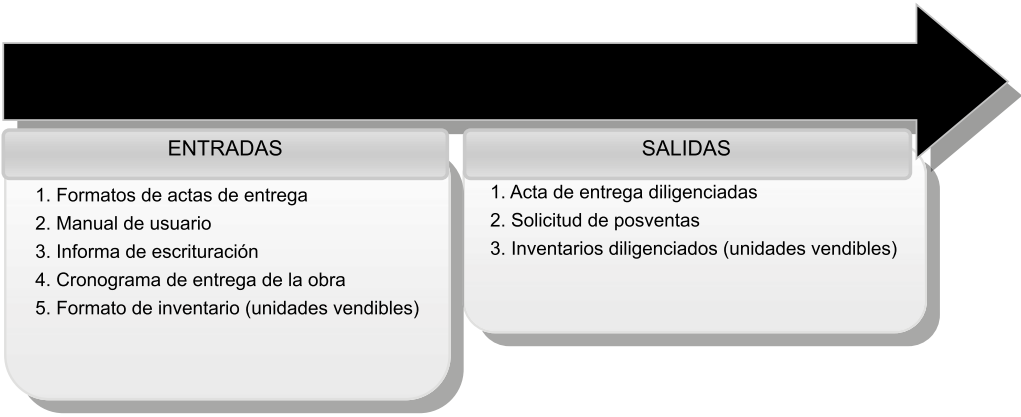 ENTRADAS
1. Formatos de actas de entrega
2. Manual de usuario
3. Informa de escrituración
4. Cronograma de entrega de la obra
5. Formato de inventario (unidades vendibles)
SALIDAS
1. Acta de entrega diligenciadas
2. Solicitud de posventas
3. Inventarios diligenciados (unidades vendibles)